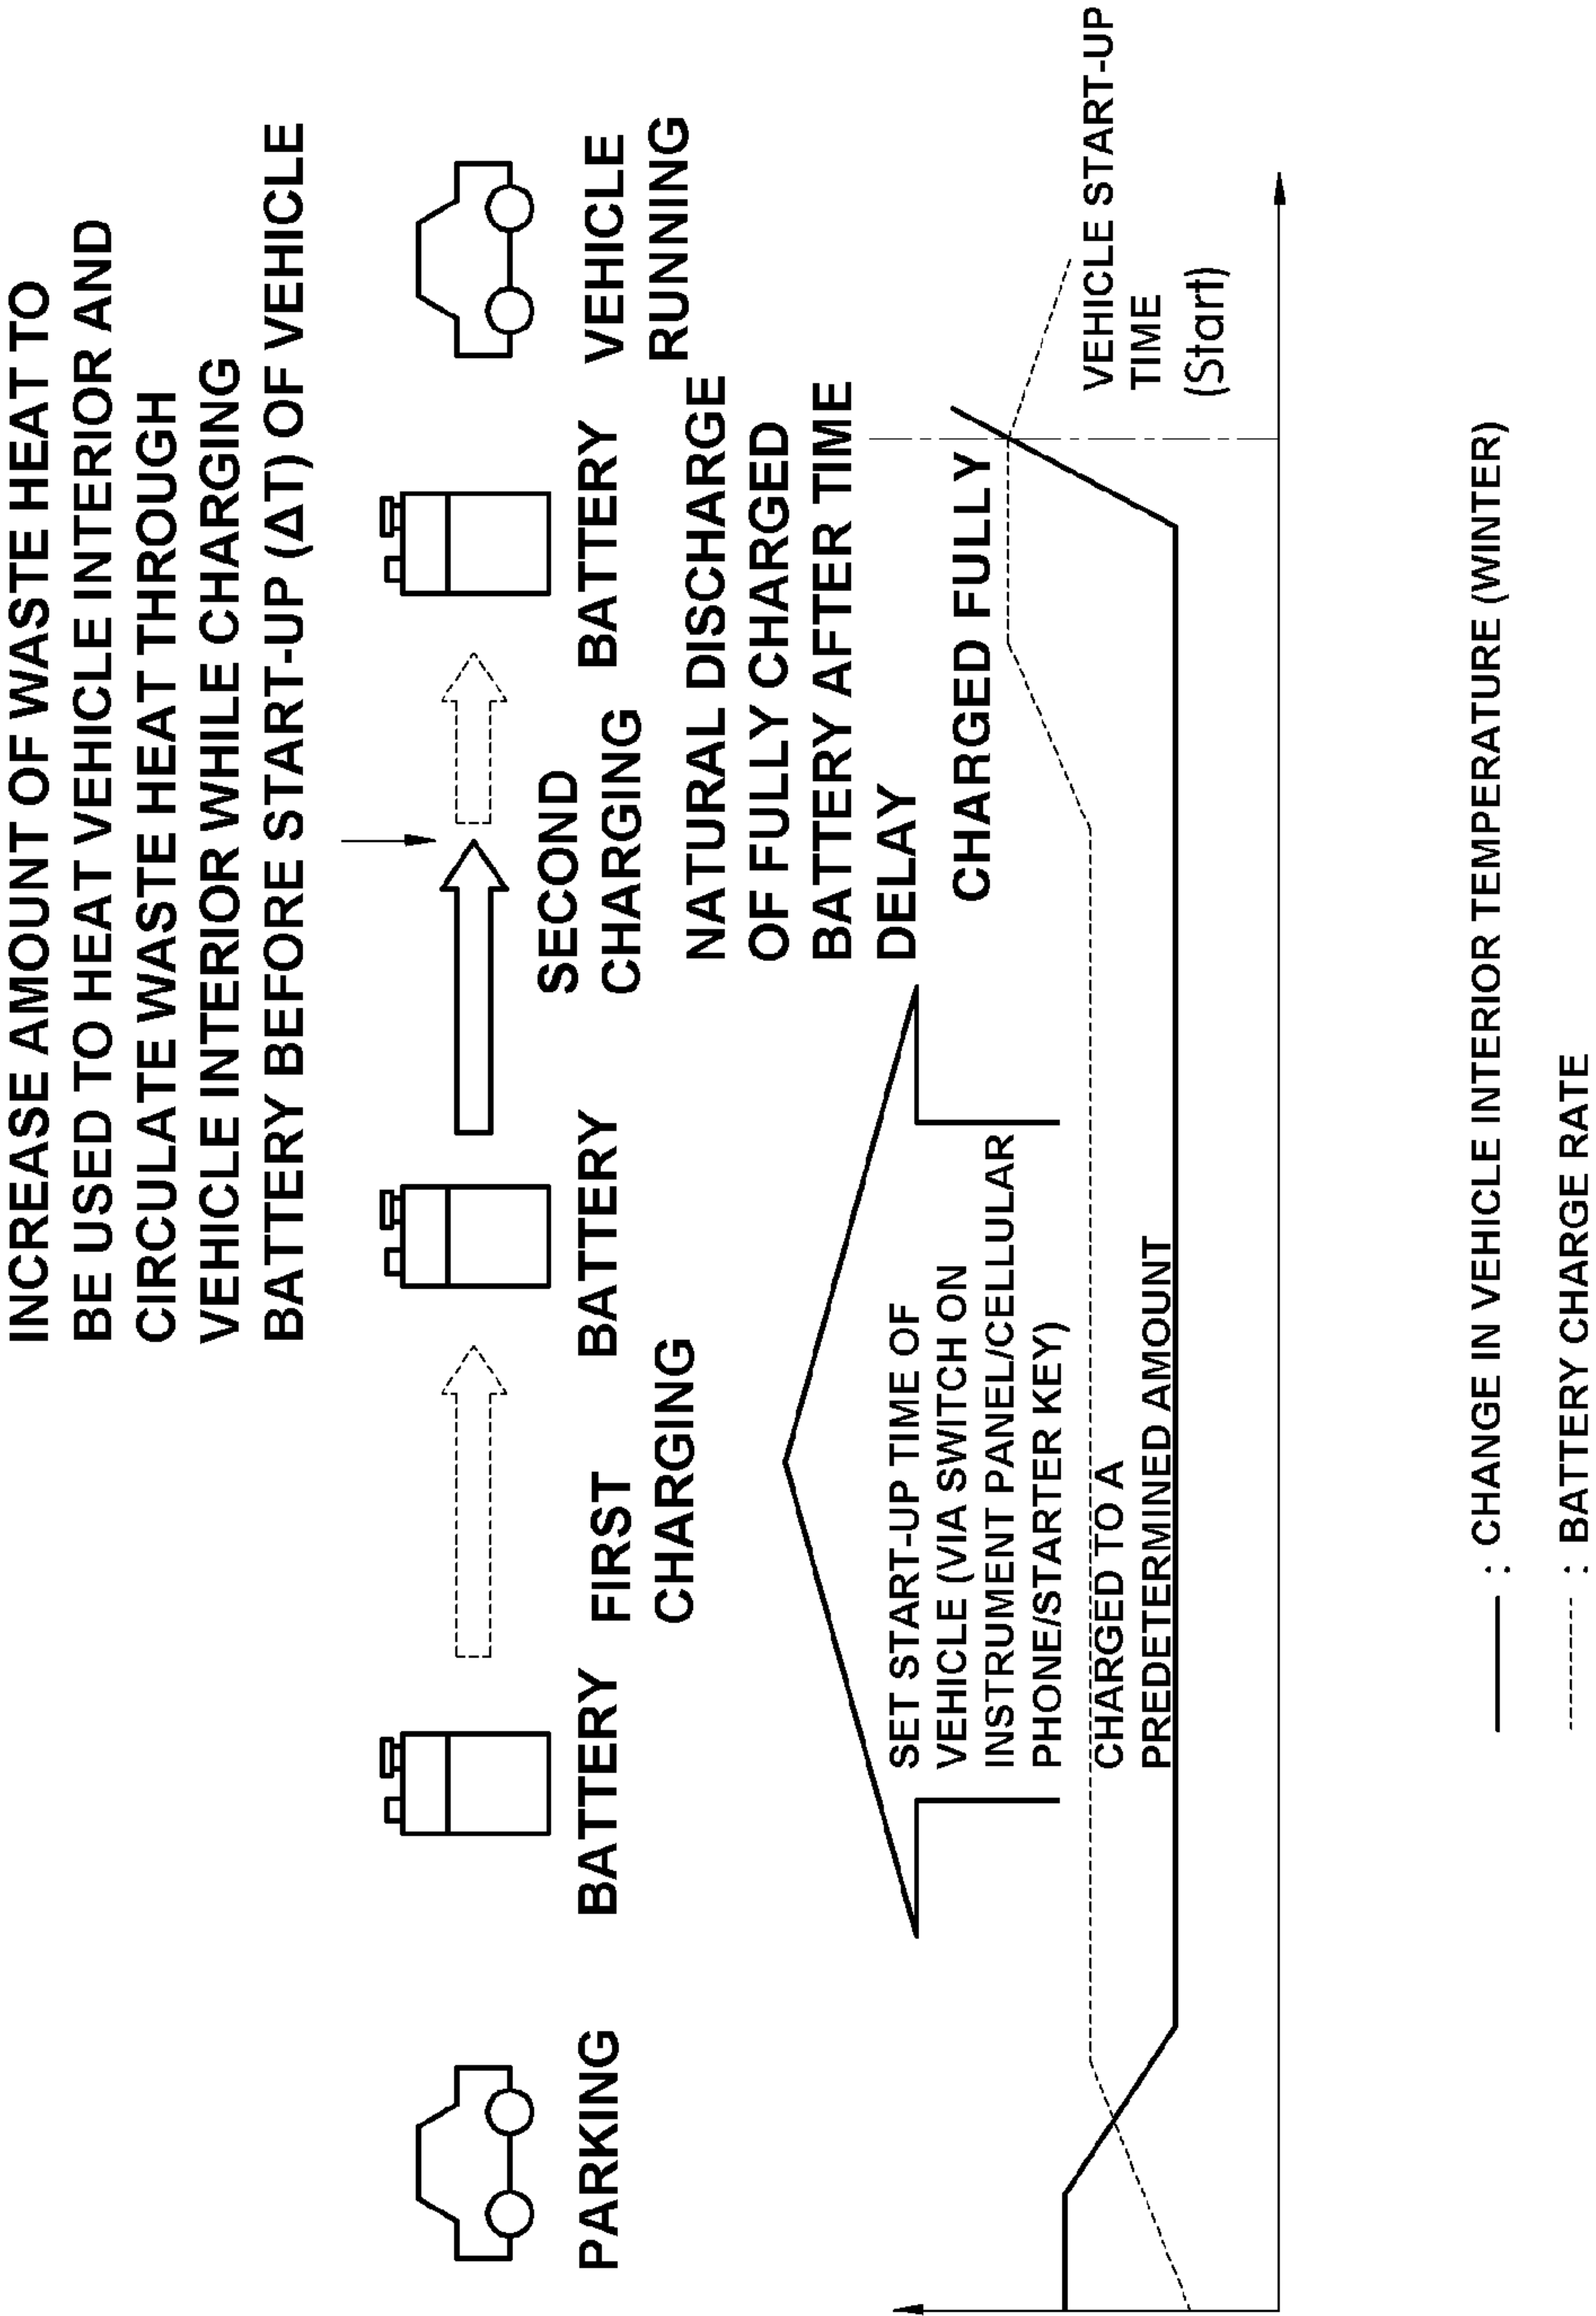 INCREASE AMOUNT OF WASTE HEAT TO
BE USED TO HEAT VEHICLE INTERIOR AND
CIRCULATE WASTE HEAT THROUGH
VEHICLE INTERIOR WHILE CHARGING
BATTERY BEFORE START-UP (ΔT) OF VEHICLE
PARKING
BATTERY
FIRST
CHARGING
BATTERY
SECOND
CHARGING
BATTERY
VEHICLE
RUNNING
NATURAL DISCHARGE
OF FULLY CHARGED
BATTERY AFTER TIME
DELAY
SET START-UP TIME OF
VEHICLE (VIA SWITCH ON
INSTRUMENT PANEL/CELLULAR
PHONE/STARTER KEY)
CHARGED TO A
PREDETERMINED AMOUNT
CHARGED FULLY
VEHICLE START-UP
TIME
(Start)
: CHANGE IN VEHICLE INTERIOR TEMPERATURE (WINTER)
: BATTERY CHARGE RATE